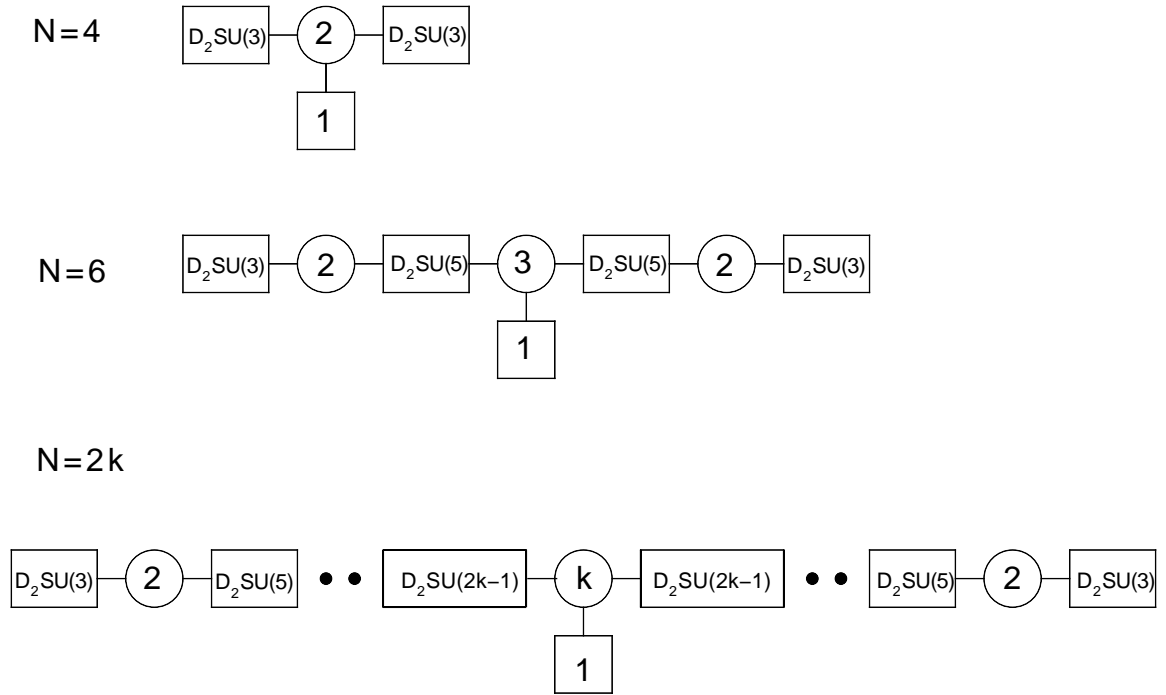 N=4
D₂SU(3) 2 D₂SU(3)
1
N=6
D₂SU(3) 2 D₂SU(5) 3 D₂SU(5) 2 D₂SU(3)
1
N=2k
D₂SU(3) 2 D₂SU(5) D₂SU(2k−1) k D₂SU(2k−1) D₂SU(5) 2 D₂SU(3)
1